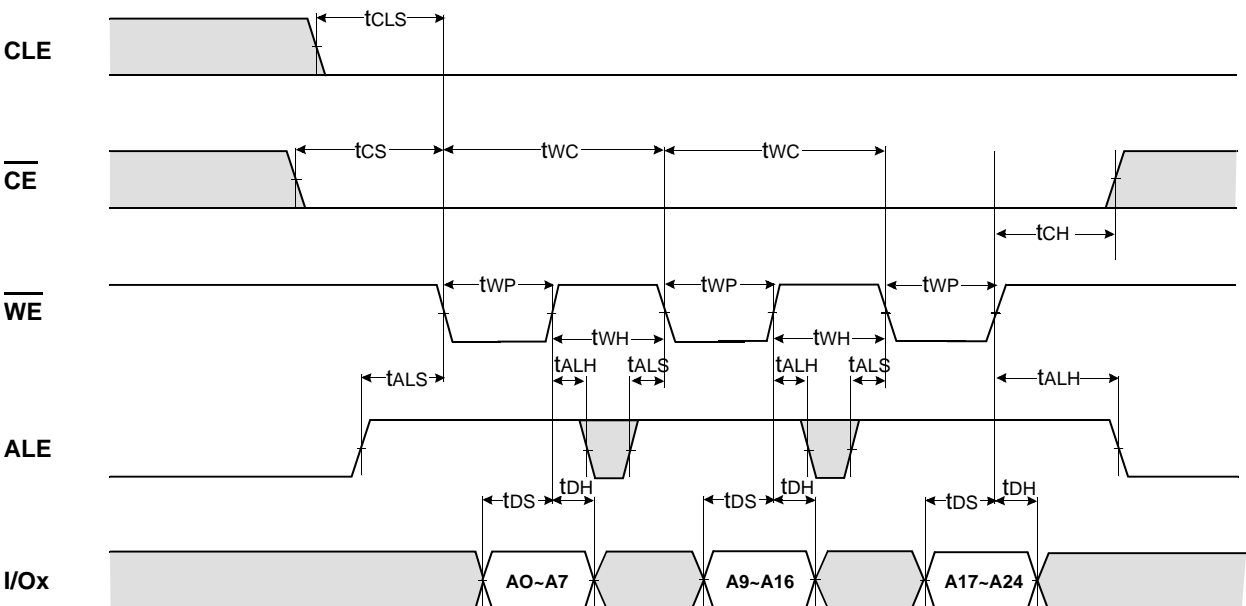 tCLS
CLE
tCS tWC tWC
CE
tCH
tWP tWP tWP
WE
tWH tWH
tALS tALH tALS tALH tALS tALH
ALE
tDS tDH tDS tDH tDS tDH
I/Ox AO~A7 A9~A16 A17~A24